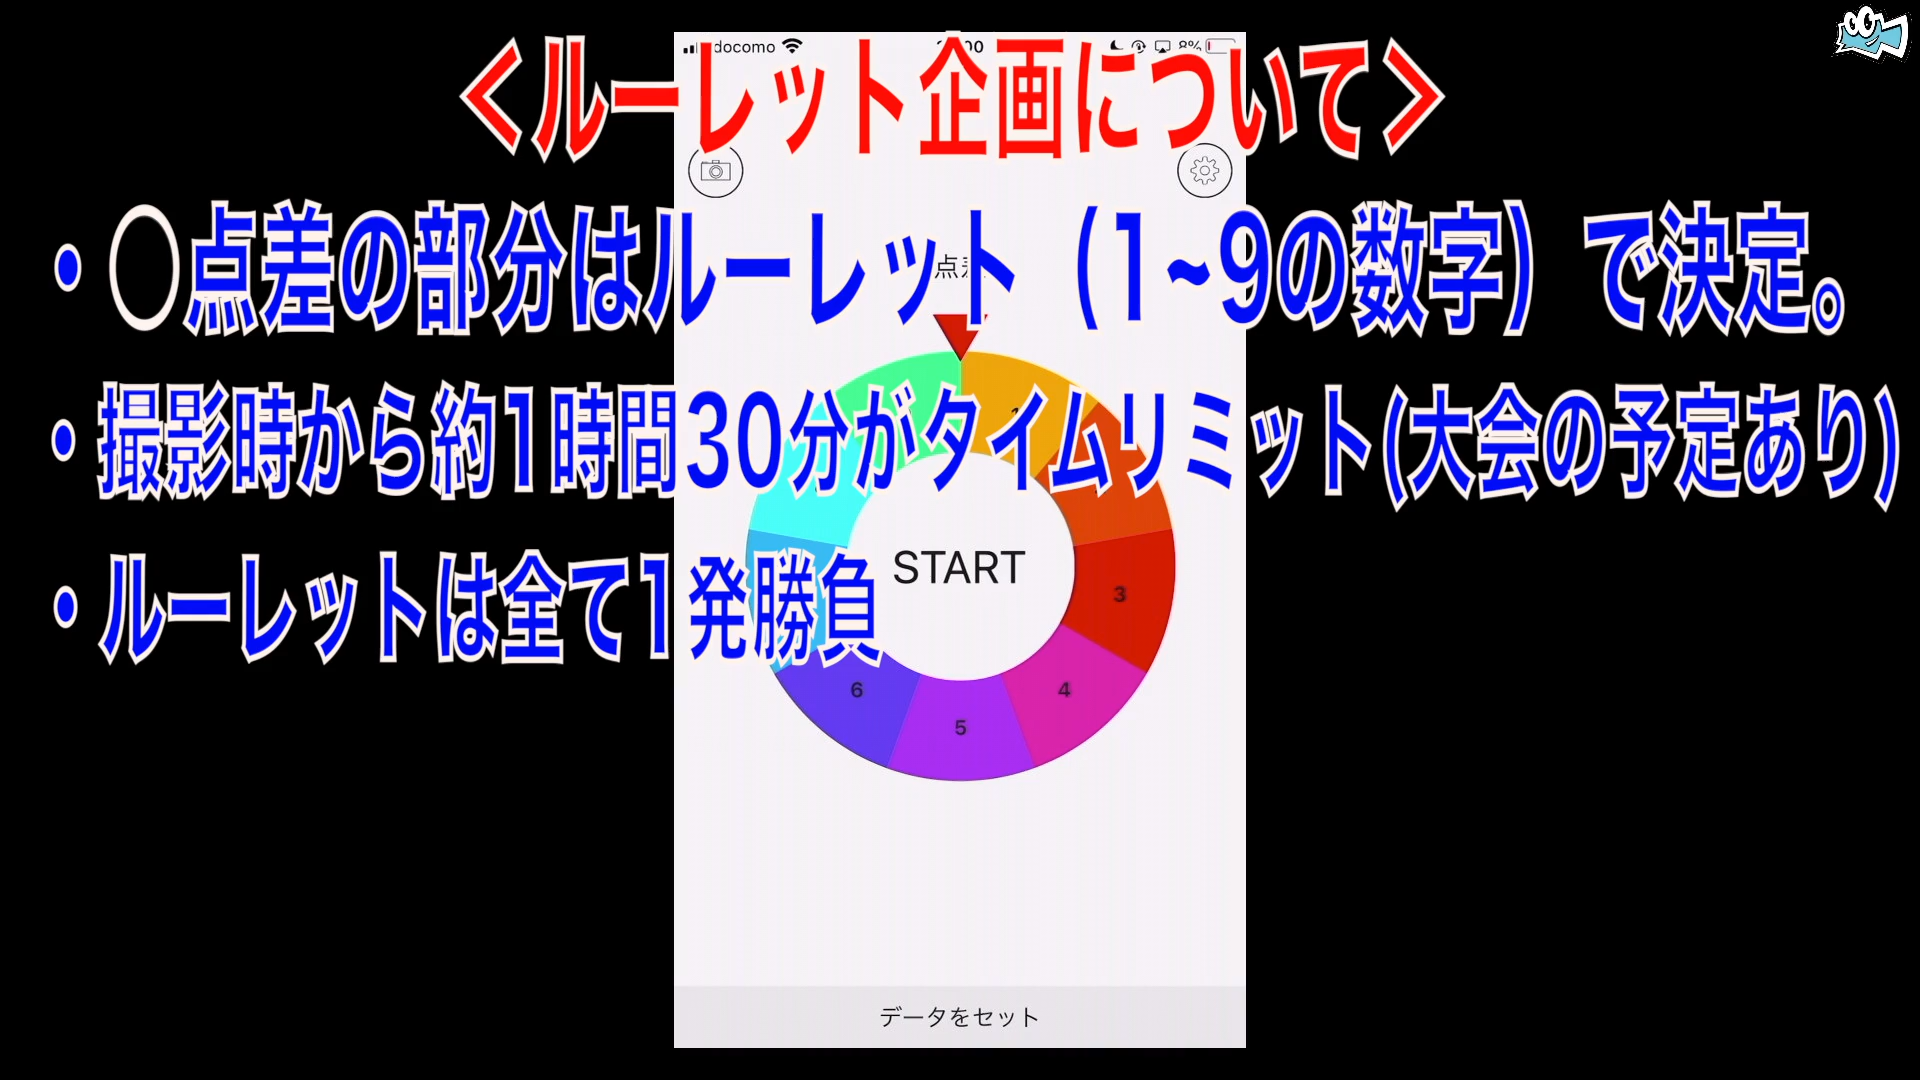 docomo
8%
<ルーレット企画について>
・○点差の部分はルーレット（1~9の数字）で決定。
・撮影時から約1時間30分がタイムリミット(大会の予定あり)
・ルーレットは全て1発勝負
START
3
4
5
6
データをセット